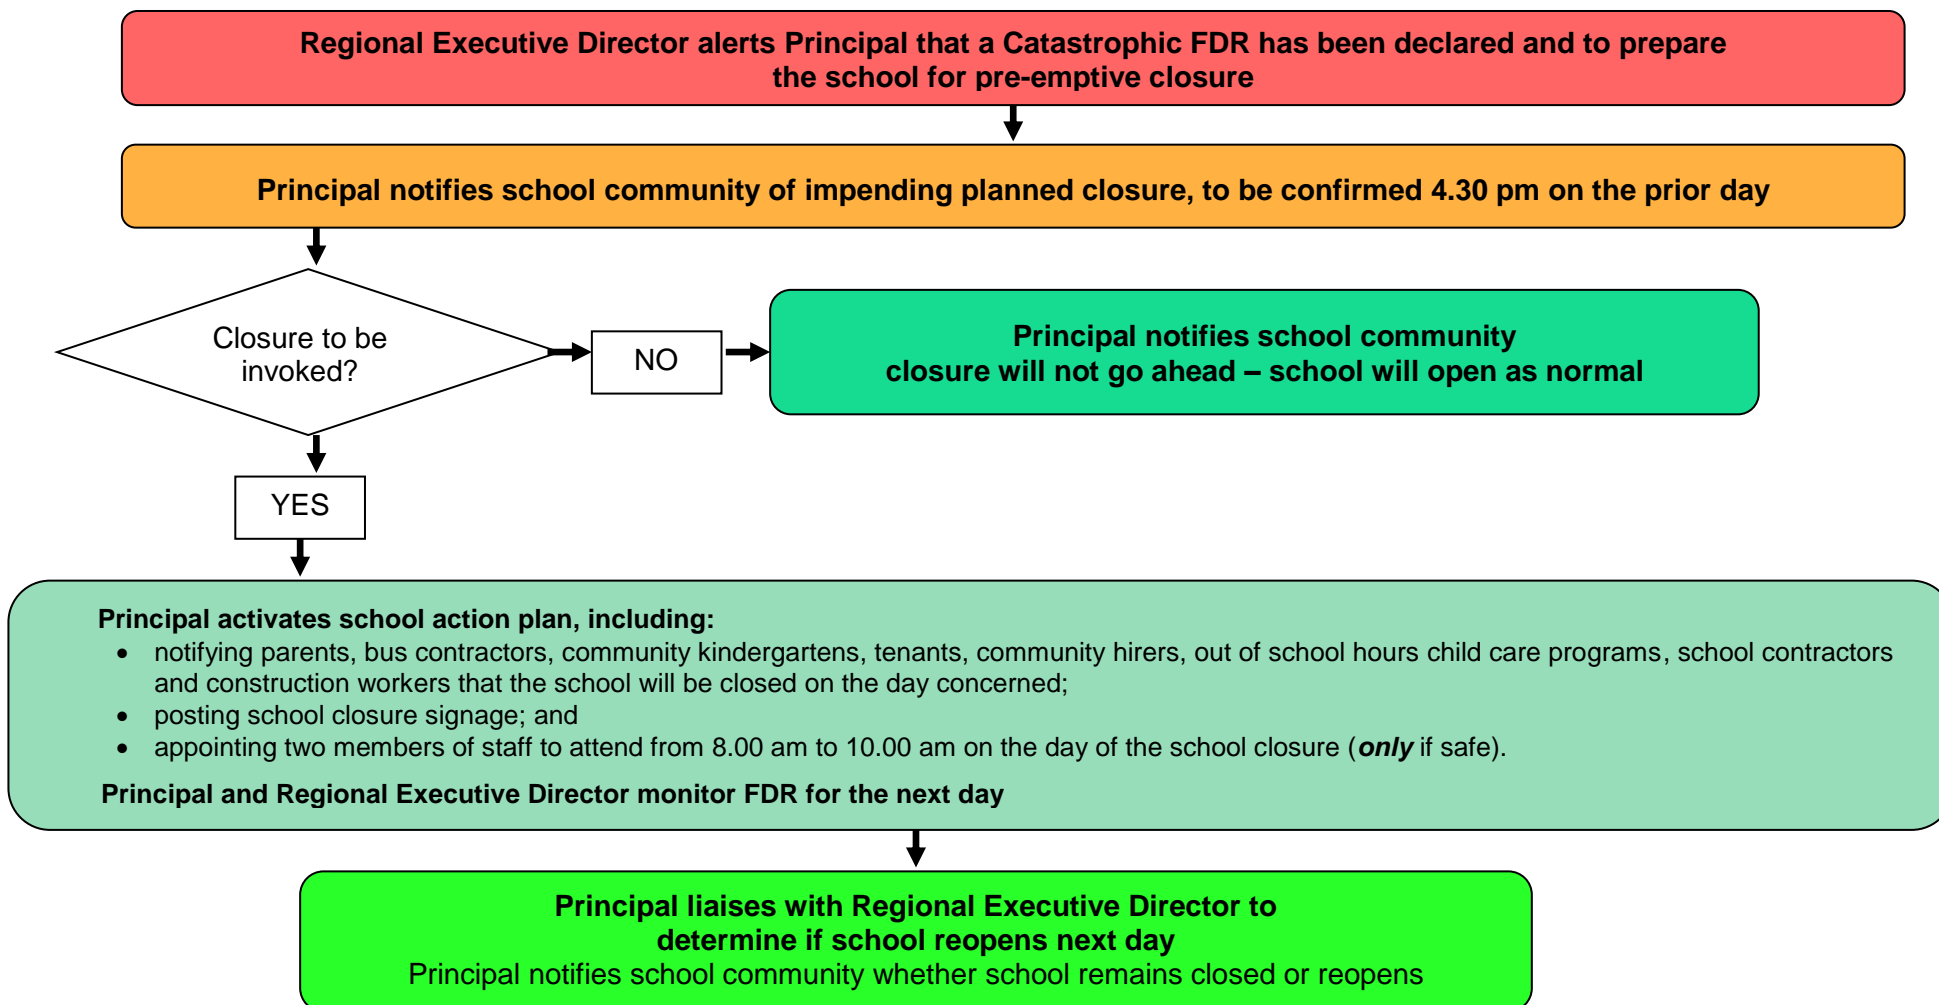 Regional Executive Director alerts Principal that a Catastrophic FDR has been declared and to prepare
the school for pre-emptive closure
Principal notifies school community of impending planned closure, to be confirmed 4.30 pm on the prior day
Closure to be
invoked?
NO
Principal notifies school community
closure will not go ahead – school will open as normal
YES
Principal activates school action plan, including:
• notifying parents, bus contractors, community kindergartens, tenants, community hirers, out of school hours child care programs, school contractors
and construction workers that the school will be closed on the day concerned;
• posting school closure signage; and
• appointing two members of staff to attend from 8.00 am to 10.00 am on the day of the school closure (only if safe).
Principal and Regional Executive Director monitor FDR for the next day
Principal liaises with Regional Executive Director to
determine if school reopens next day
Principal notifies school community whether school remains closed or reopens